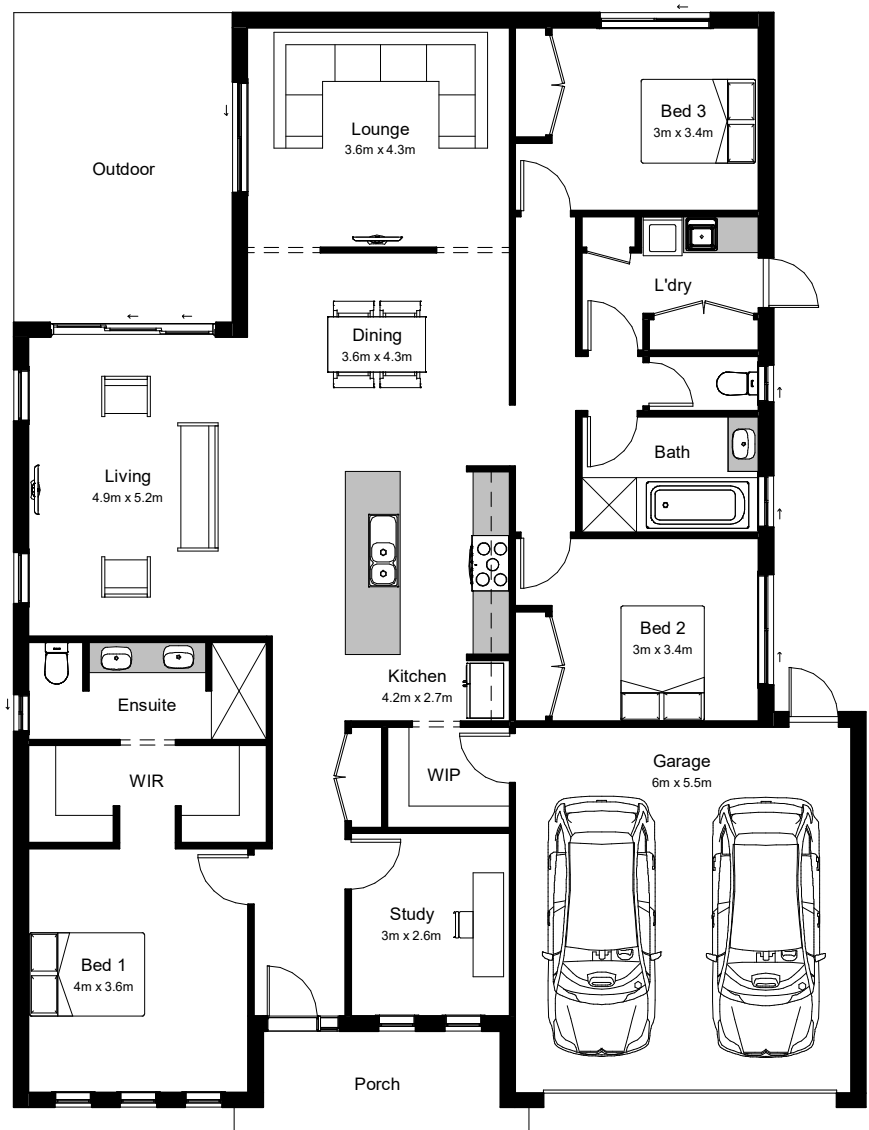 Bed 3
3m x 3.4m
Lounge
3.6m x 4.3m
Outdoor
L'dry
Dining
3.6m x 4.3m
Bath
Living
4.9m x 5.2m
Bed 2
3m x 3.4m
Kitchen
4.2m x 2.7m
Ensuite
Garage
6m x 5.5m
WIR
WIP
Study
3m x 2.6m
Bed 1
4m x 3.6m
Porch